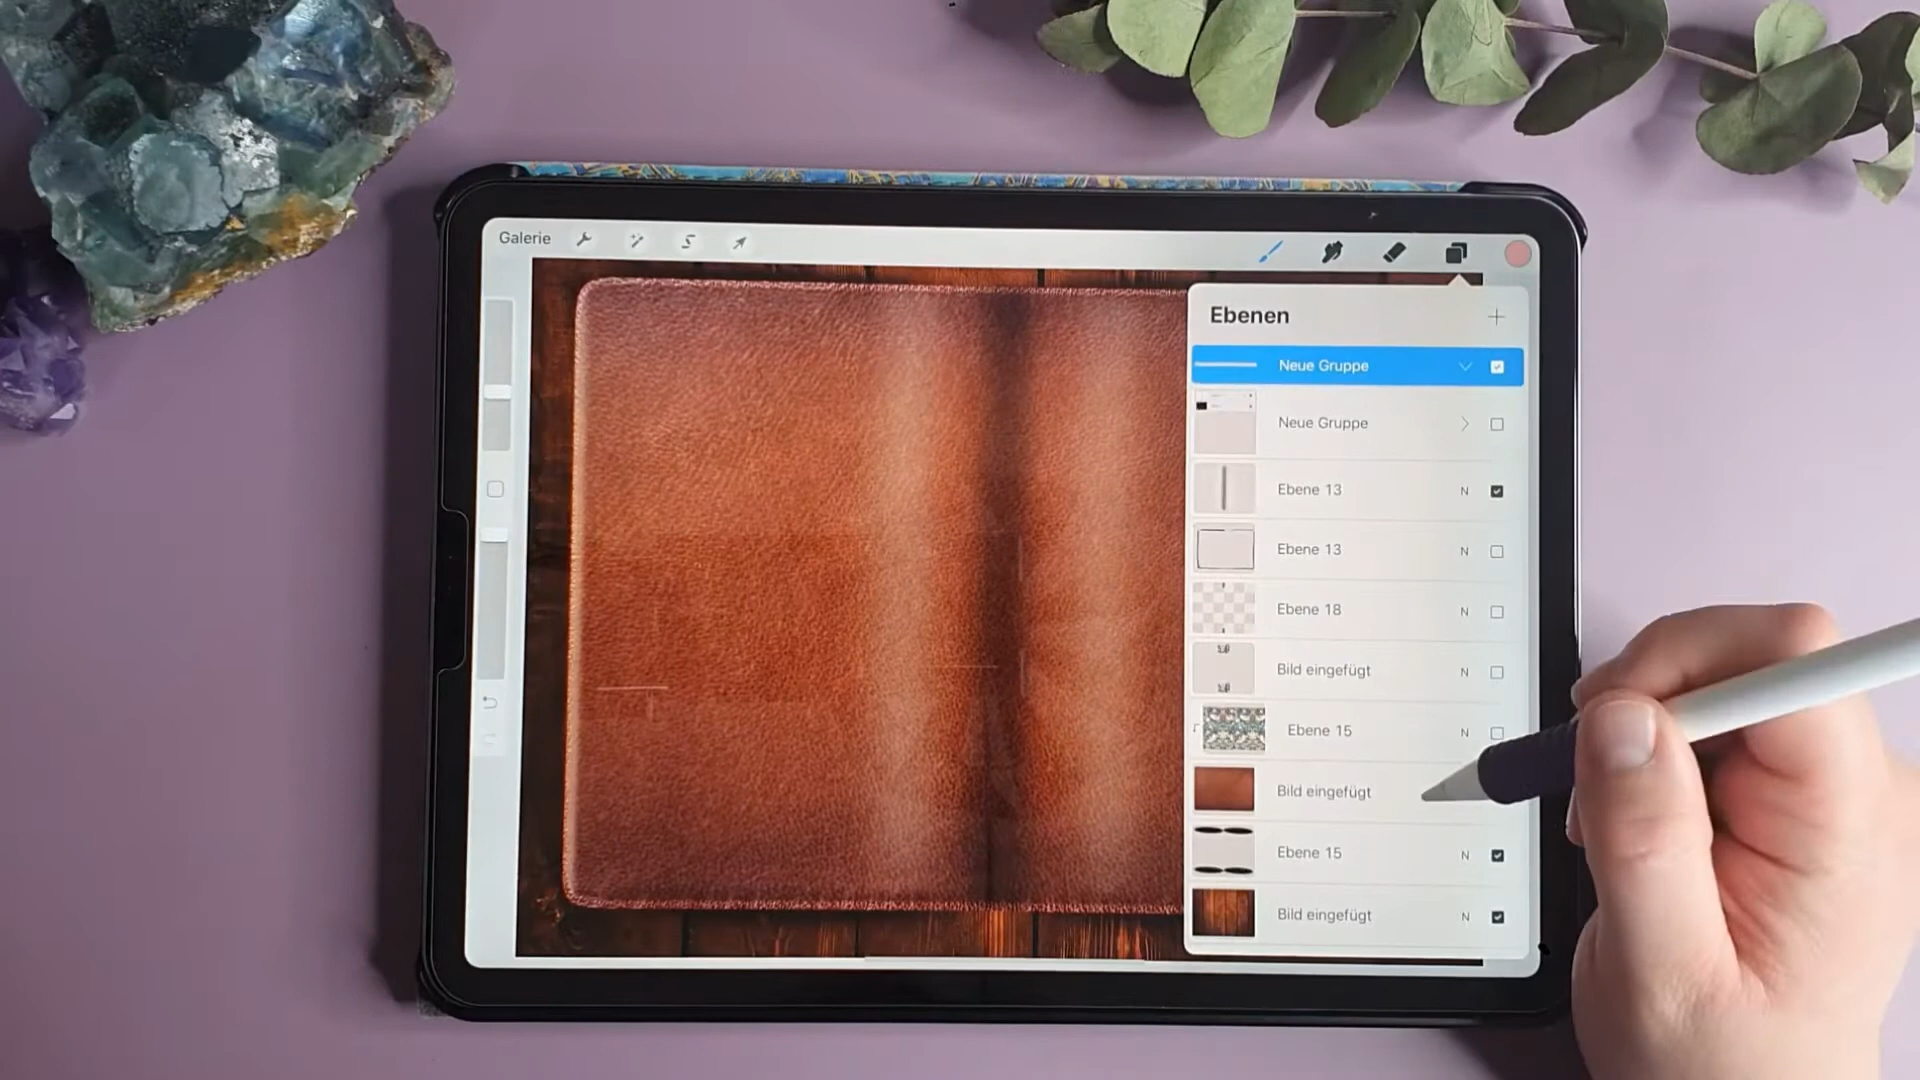 Galerie
Ebenen
Neue Gruppe
Neue Gruppe
Ebene 13 N
Ebene 13 N
Ebene 18 N
Bild eingefügt N
Ebene 15 N
Bild eingefügt
Ebene 15 N
Bild eingefügt N